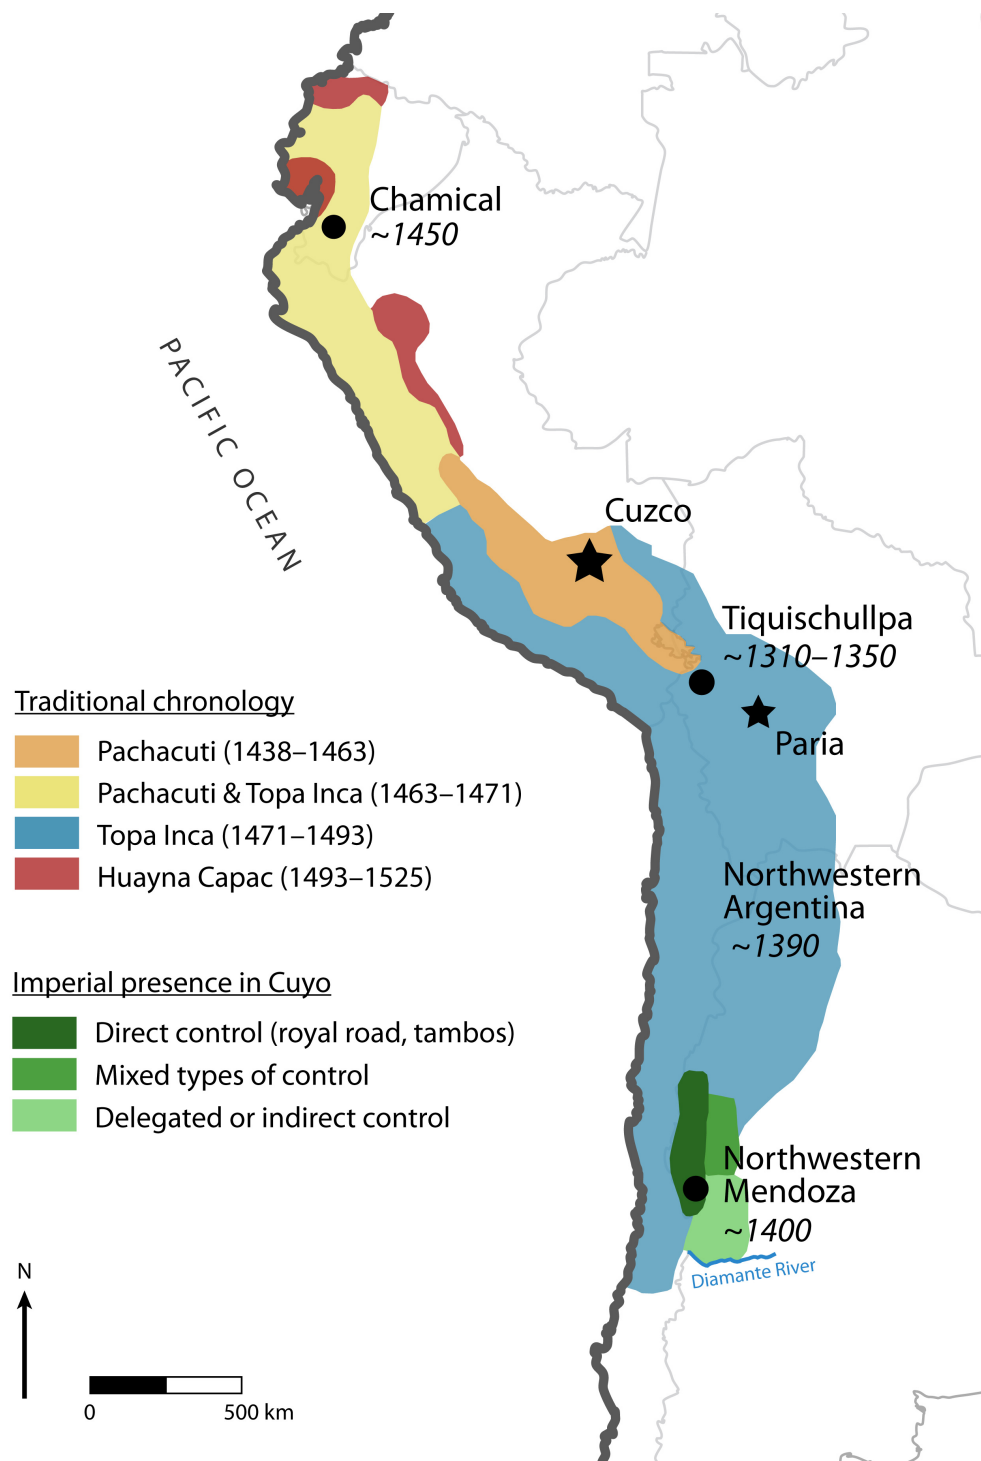 Chamical
~1450
PACIFIC OCEAN
Cuzco
Tiquischullpa
~1310–1350
Paria
Traditional chronology
Pachacuti (1438–1463)
Pachacuti & Topa Inca (1463–1471)
Topa Inca (1471–1493)
Huayna Capac (1493–1525)
Northwestern
Argentina
~1390
Imperial presence in Cuyo
Direct control (royal road, tambos)
Mixed types of control
Delegated or indirect control
Northwestern
Mendoza
~1400
Diamante River
N
0 500 km